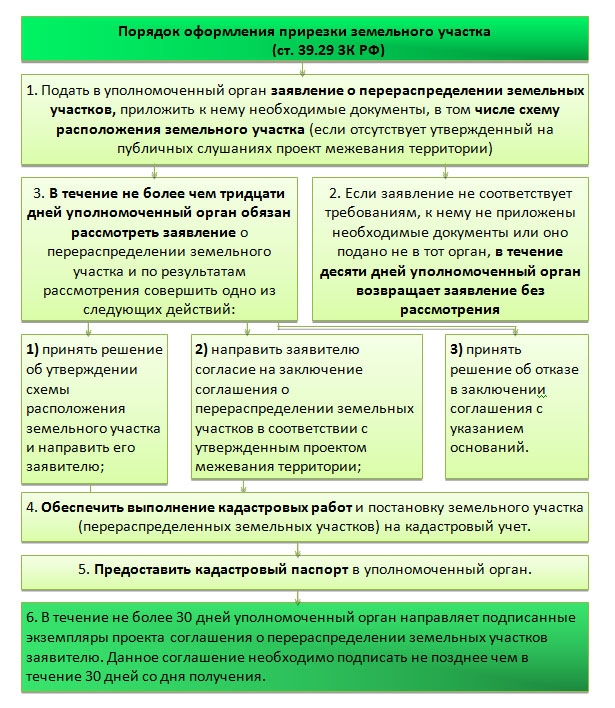 Порядок оформления прирезки земельного участка
(ст. 39.29 ЗК РФ)
1. Подать в уполномоченный орган заявление о перераспределении земельных
участков, приложить к нему необходимые документы, в том числе схему
расположения земельного участка (если отсутствует утвержденный на
публичных слушаниях проект межевания территории)
3. В течение не более чем тридцати
дней уполномоченный орган обязан
рассмотреть заявление о
перераспределении земельного
участка и по результатам
рассмотрения совершить одно из
следующих действий:
2. Если заявление не соответствует
требованиям, к нему не приложены
необходимые документы или оно
подано не в тот орган, в течение
десяти дней уполномоченный орган
возвращает заявление без
рассмотрения
1) принять решение
об утверждении
схемы
расположения
земельного участка
и направить его
заявителю;
2) направить заявителю
согласие на заключение
соглашения о
перераспределении земельных
участков в соответствии с
утвержденным проектом
межевания территории;
3) принять
решение об отказе
в заключении
соглашения с
указанием
оснований.
4. Обеспечить выполнение кадастровых работ и постановку земельного участка
(перераспределенных земельных участков) на кадастровый учет.
5. Предоставить кадастровый паспорт в уполномоченный орган.
6. В течение не более 30 дней уполномоченный орган направляет подписанные
экземпляры проекта соглашения о перераспределении земельных участков
заявителю. Данное соглашение необходимо подписать не позднее чем в
течение 30 дней со дня получения.